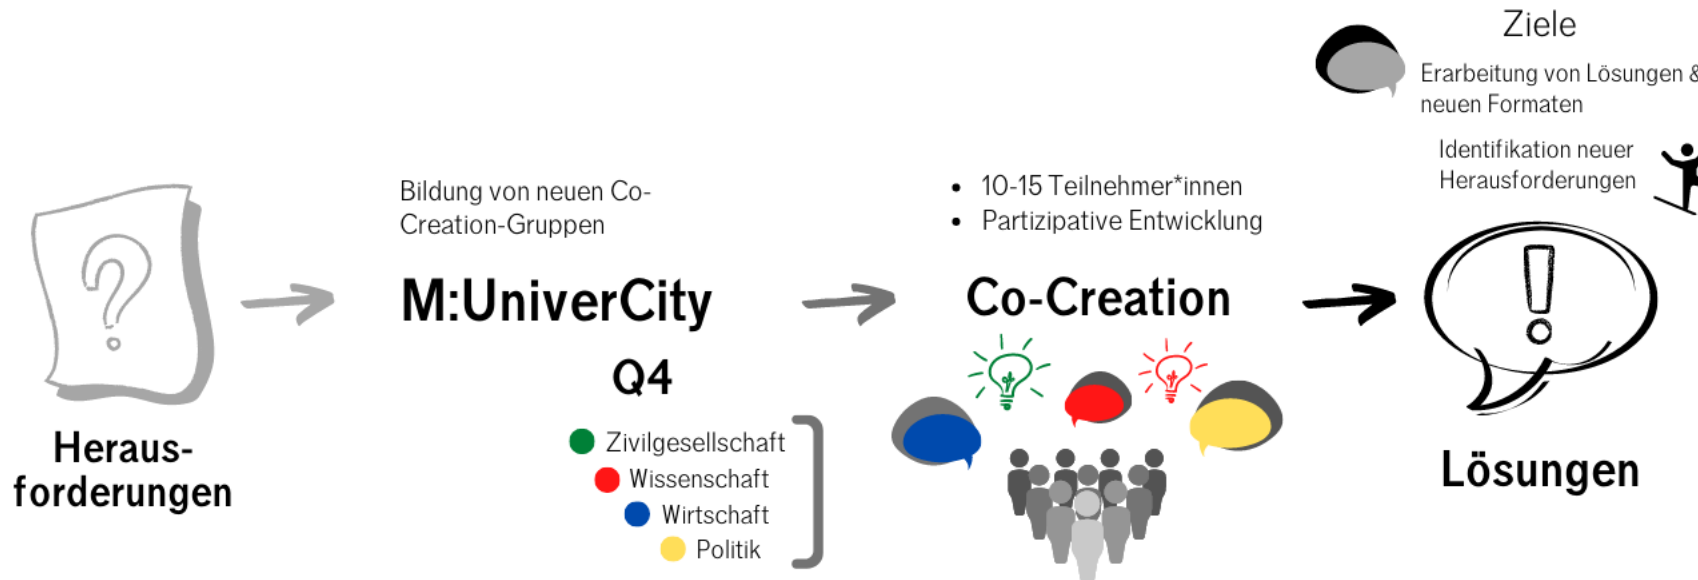 Heraus-
forderungen
Bildung von neuen Co-
Creation-Gruppen
M:UniverCity
Q4
Zivilgesellschaft
Wissenschaft
Wirtschaft
Politik
• 10-15 Teilnehmer*innen
• Partizipative Entwicklung
Co-Creation
Ziele
Erarbeitung von Lösungen &
neuen Formaten
Identifikation neuer
Herausforderungen
Lösungen